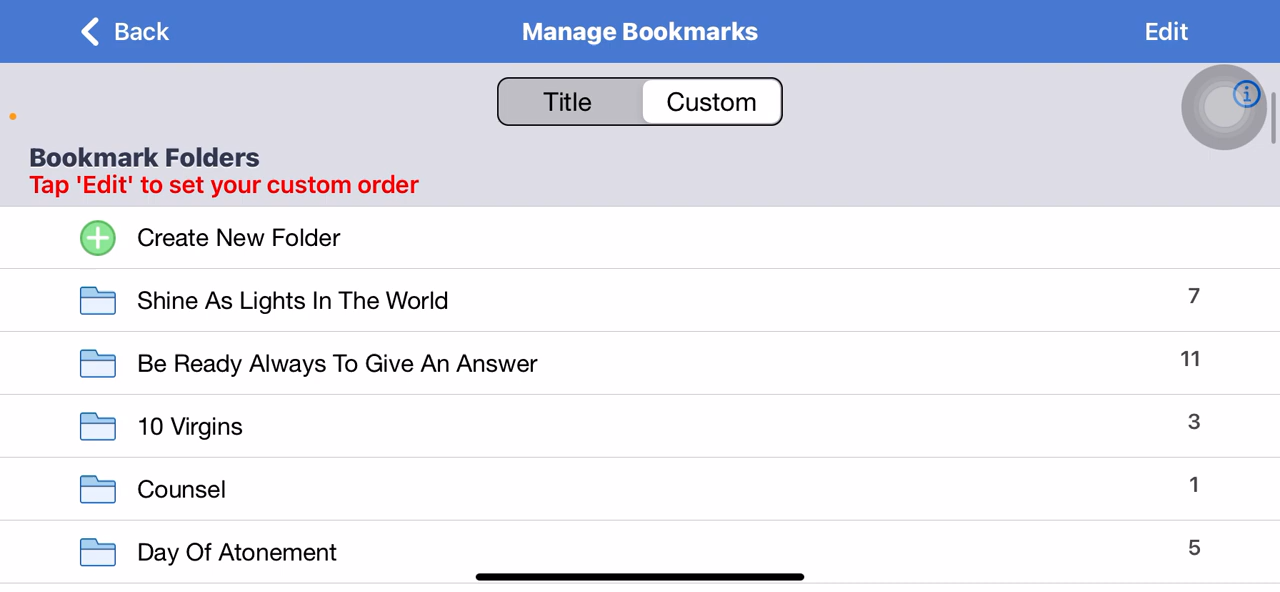 Back Manage Bookmarks Edit
Title Custom
Bookmark Folders
Tap 'Edit' to set your custom order
Create New Folder
Shine As Lights In The World 7
Be Ready Always To Give An Answer 11
10 Virgins 3
Counsel 1
Day Of Atonement 5